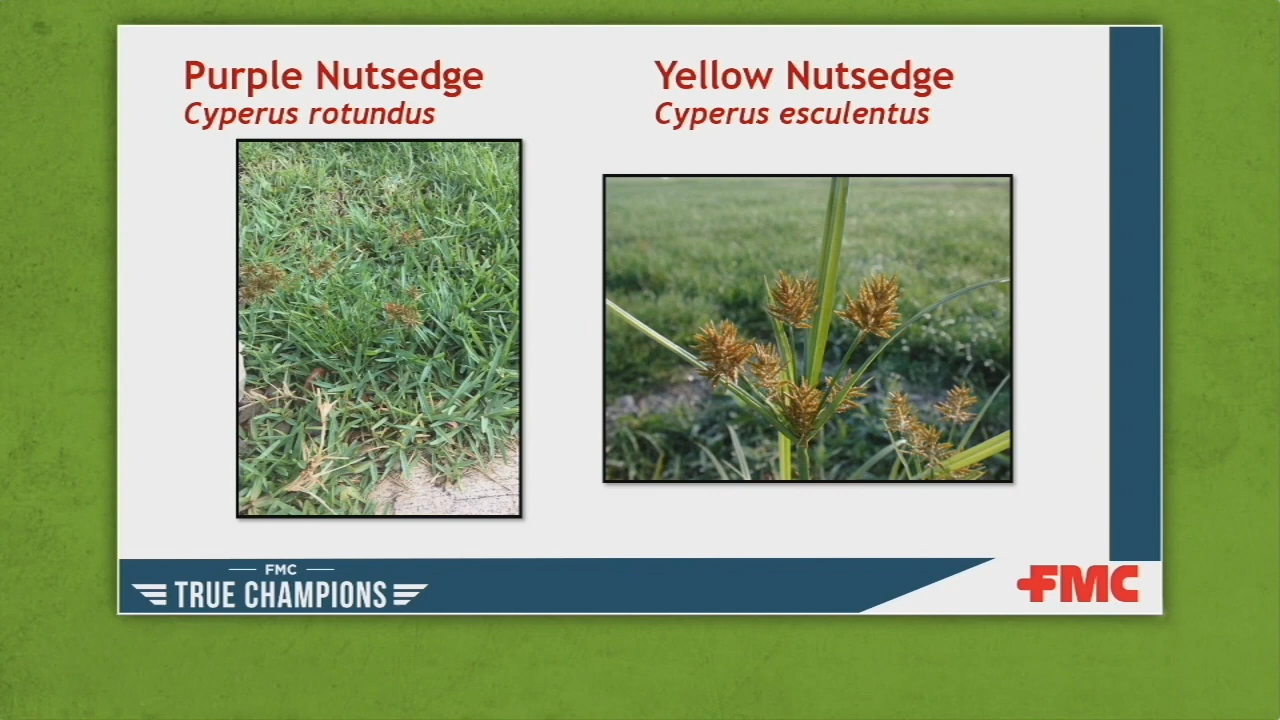 Purple Nutsedge
Cyperus rotundus
Yellow Nutsedge
Cyperus esculentus
FMC
TRUE CHAMPIONS
FMC